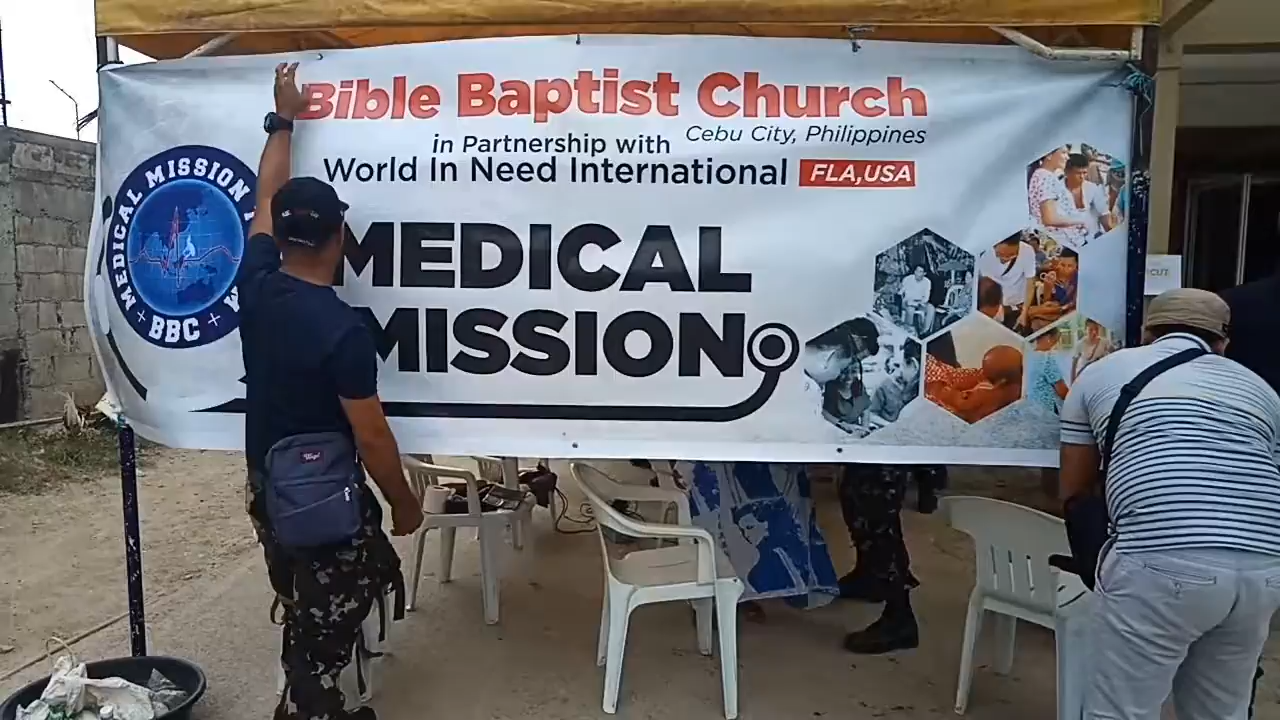 Bible Baptist Church
Cebu City, Philippines
in Partnership with
World In Need International FLA,USA
MEDICAL
MISSION
MEDICAL MISSION
BBC